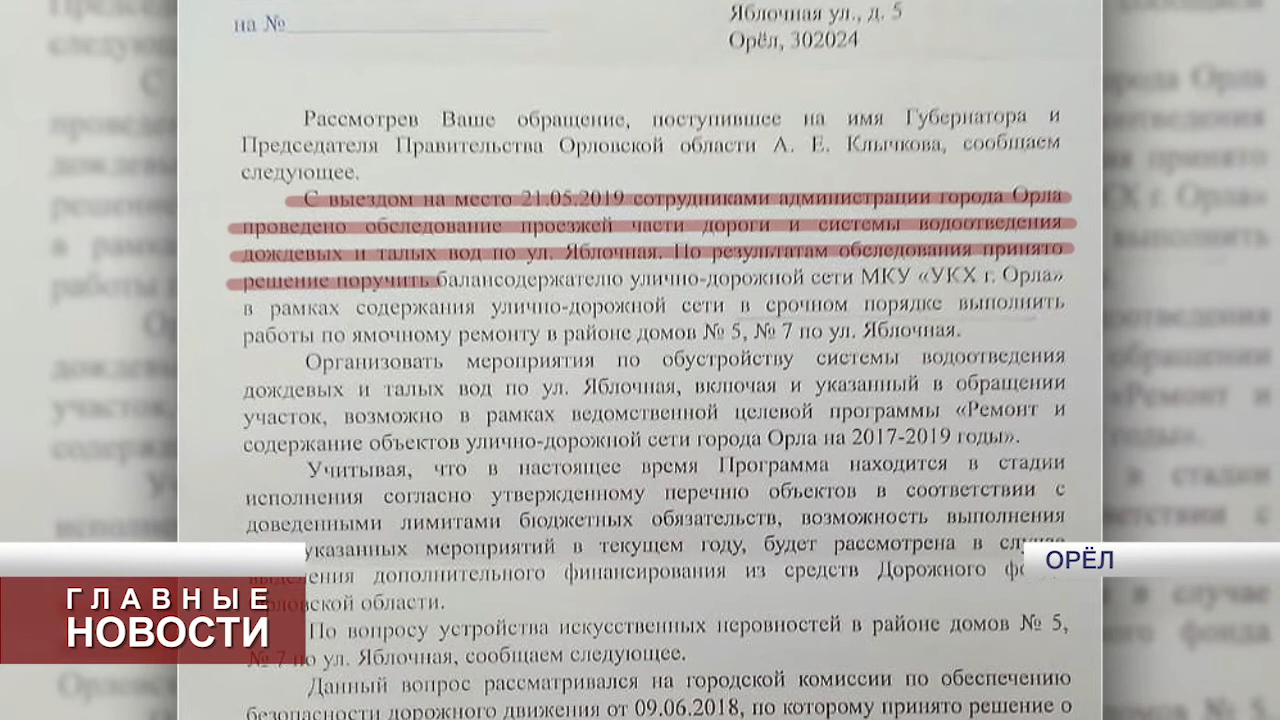 на №
Яблочная ул., д. 5
Орёл, 302024
Рассмотрев Ваше обращение, поступившее на имя Губернатора и
Председателя Правительства Орловской области А. Е. Клычкова, сообщаем
следующее.
С выездом на место 21.05.2019 сотрудниками администрации города Орла
проведено обследование проезжей части дороги и системы водоотведения
дождевых и талых вод по ул. Яблочная. По результатам обследования принято
решение поручить балансодержателю улично-дорожной сети МКУ «УКХ г. Орла»
в рамках содержания улично-дорожной сети в срочном порядке выполнить
работы по ямочному ремонту в районе домов № 5, № 7 по ул. Яблочная.
Организовать мероприятия по обустройству системы водоотведения
дождевых и талых вод по ул. Яблочная, включая и указанный в обращении
участок, возможно в рамках ведомственной целевой программы «Ремонт и
содержание объектов улично-дорожной сети города Орла на 2017-2019 годы».
Учитывая, что в настоящее время Программа находится в стадии
исполнения согласно утвержденному перечню объектов в соответствии с
доведенными лимитами бюджетных обязательств, возможность выполнения
указанных мероприятий в текущем году, будет рассмотрена в случае
выделения дополнительного финансирования из средств Дорожного
области.
По вопросу устройства искусственных неровностей в районе домов № 5,
№ 7 по ул. Яблочная, сообщаем следующее.
Данный вопрос рассматривался на городской комиссии по обеспечению
безопасности дорожного движения от 09.06.2018, по которому принято решение о
ОРЁЛ
ГЛАВНЫЕ
НОВОСТИ